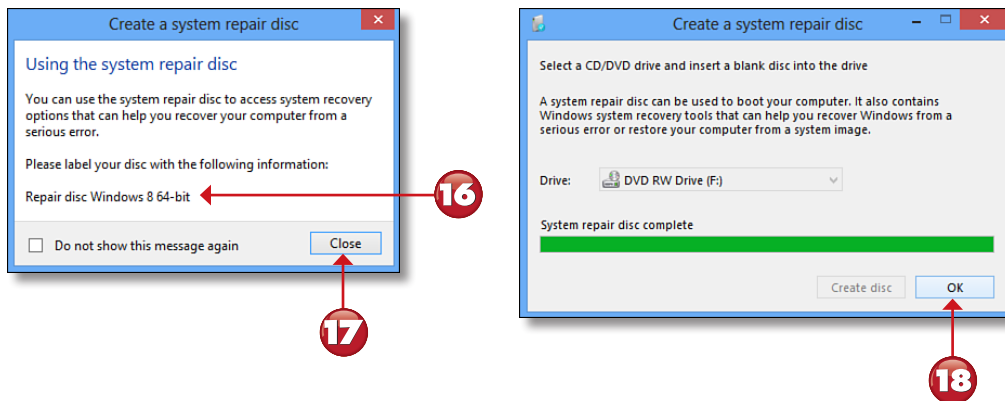 Create a system repair disc
Using the system repair disc
You can use the system repair disc to access system recovery
options that can help you recover your computer from a
serious error.
Please label your disc with the following information:
Repair disc Windows 8 64-bit
Do not show this message again
Close
16
17
Create a system repair disc
Select a CD/DVD drive and insert a blank disc into the drive
A system repair disc can be used to boot your computer. It also contains
Windows system recovery tools that can help you recover Windows from a
serious error or restore your computer from a system image.
Drive:
DVD RW Drive (F:)
System repair disc complete
Create disc
OK
18